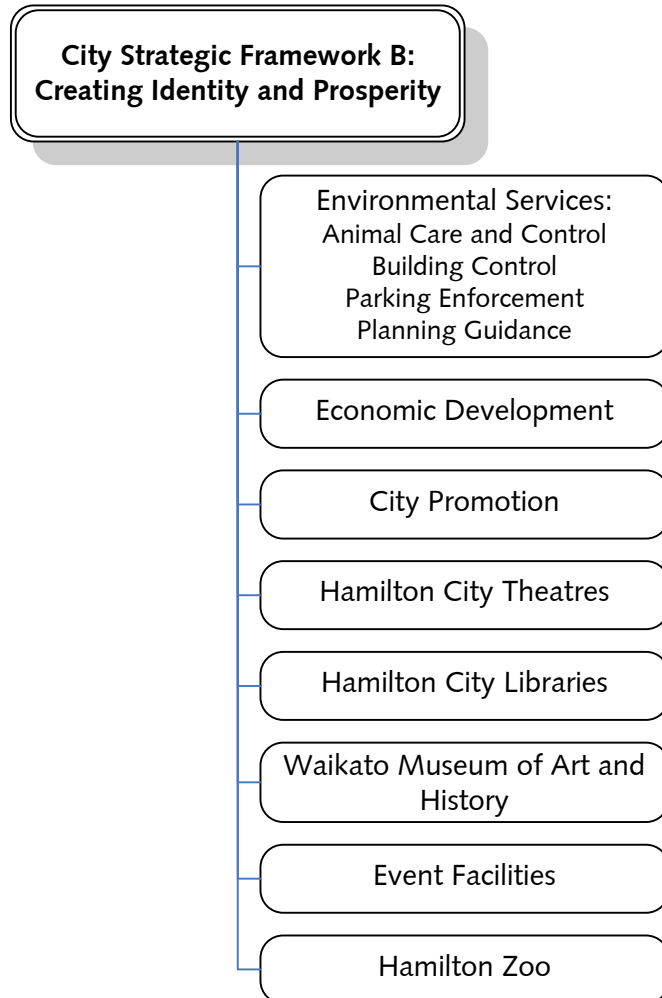 City Strategic Framework B:
Creating Identity and Prosperity
Environmental Services:
Animal Care and Control
Building Control
Parking Enforcement
Planning Guidance
Economic Development
City Promotion
Hamilton City Theatres
Hamilton City Libraries
Waikato Museum of Art and
History
Event Facilities
Hamilton Zoo